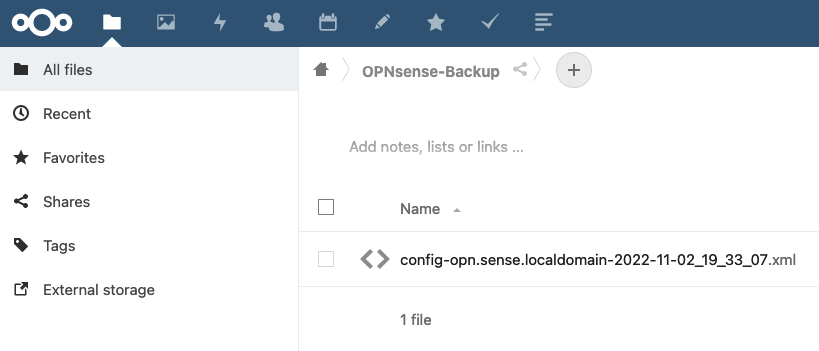 All files
Recent
Favorites
Shares
Tags
External storage
OPNsense-Backup
Add notes, lists or links ...
Name
config-opn.sense.localdomain-2022-11-02_19_33_07.xml
1 file